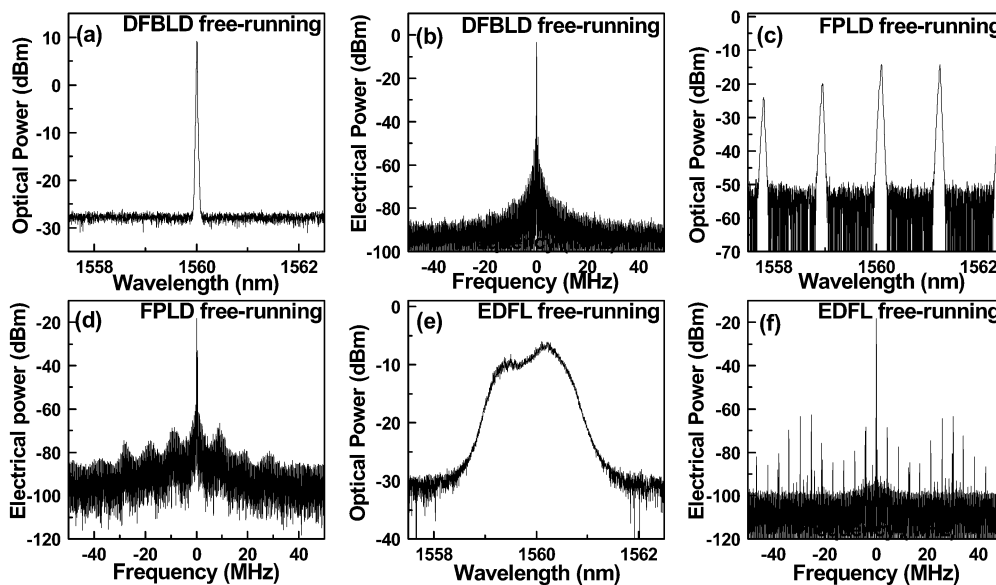 (a) DFBLD free-running
Optical Power (dBm)
10
0
-10
-20
-30
1558 1560 1562
Wavelength (nm)
(b) DFBLD free-running
Electrical Power (dBm)
0
-20
-40
-60
-80
-100
-40 -20 0 20 40
Frequency (MHz)
(c) FPLD free-running
Optical Power (dBm)
0
-10
-20
-30
-40
-50
-60
-70
1558 1560 1562
Wavelength (nm)
(d) FPLD free-running
Electrical power (dBm)
-20
-40
-60
-80
-100
-120
-40 -20 0 20 40
Frequency (MHz)
(e) EDFL free-running
Optical Power (dBm)
0
-10
-20
-30
-40
1558 1560 1562
Wavelength (nm)
(f) EDFL free-running
Electrical Power (dBm)
-20
-40
-60
-80
-100
-120
-40 -20 0 20 40
Frequency (MHz)